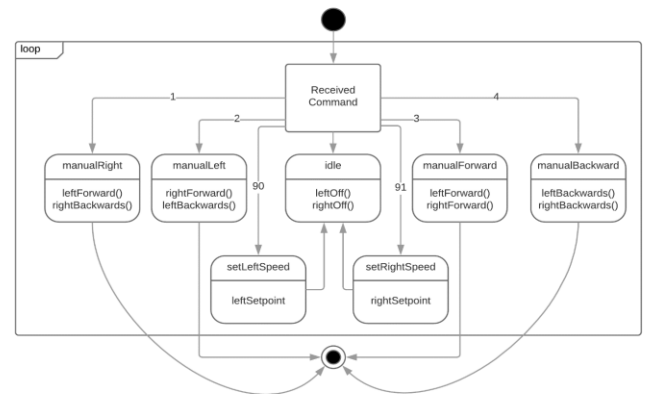 loop
Received
Command
1
2
3
4
manualRight
leftForward()
rightBackwards()
manualLeft
rightForward()
leftBackwards()
idle
leftOff()
rightOff()
manualForward
leftForward()
rightForward()
manualBackward
leftBackwards()
rightBackwards()
90
91
setLeftSpeed
leftSetpoint
setRightSpeed
rightSetpoint